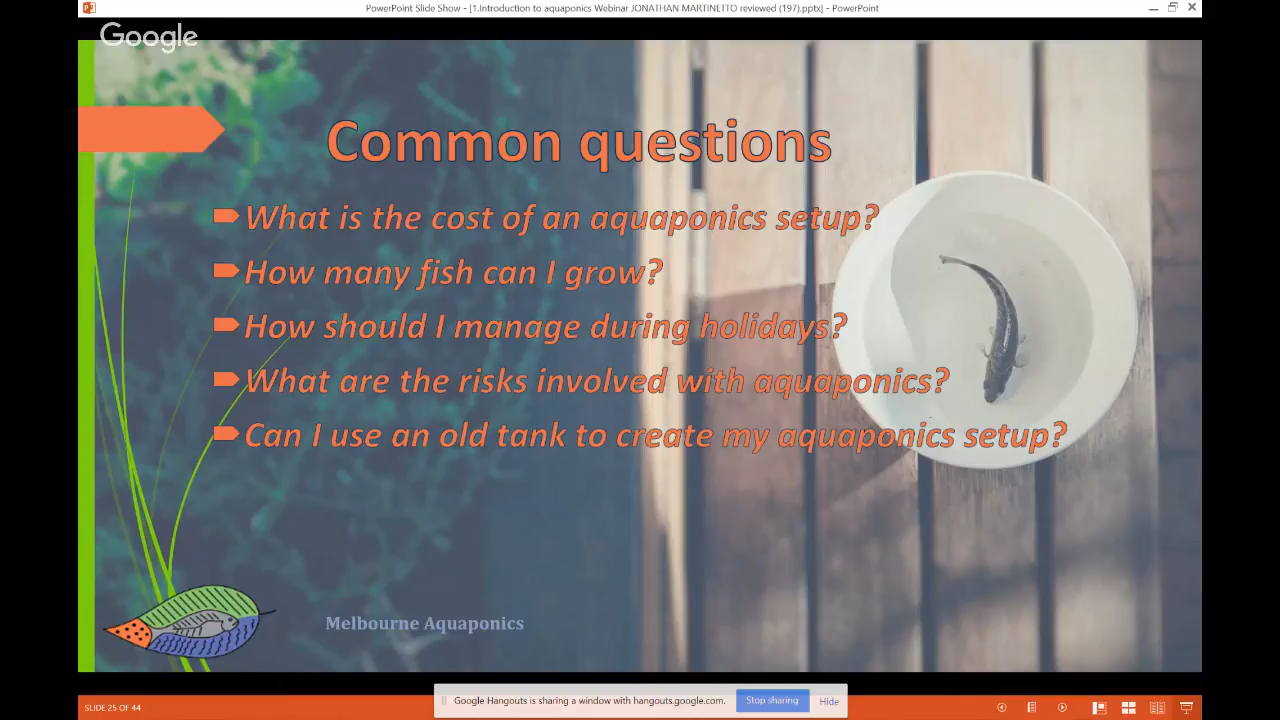 PowerPoint Slide Show - [1.Introduction to aquaponics Webinar JONATHAN MARTINETTO reviewed (197).pptx] - PowerPoint
Google
Common questions
What is the cost of an aquaponics setup?
How many fish can I grow?
How should I manage during holidays?
What are the risks involved with aquaponics?
Can I use an old tank to create my aquaponics setup?
Melbourne Aquaponics
Google Hangouts is sharing a window with hangouts.google.com. Stop sharing Hide
SLIDE 25 OF 44